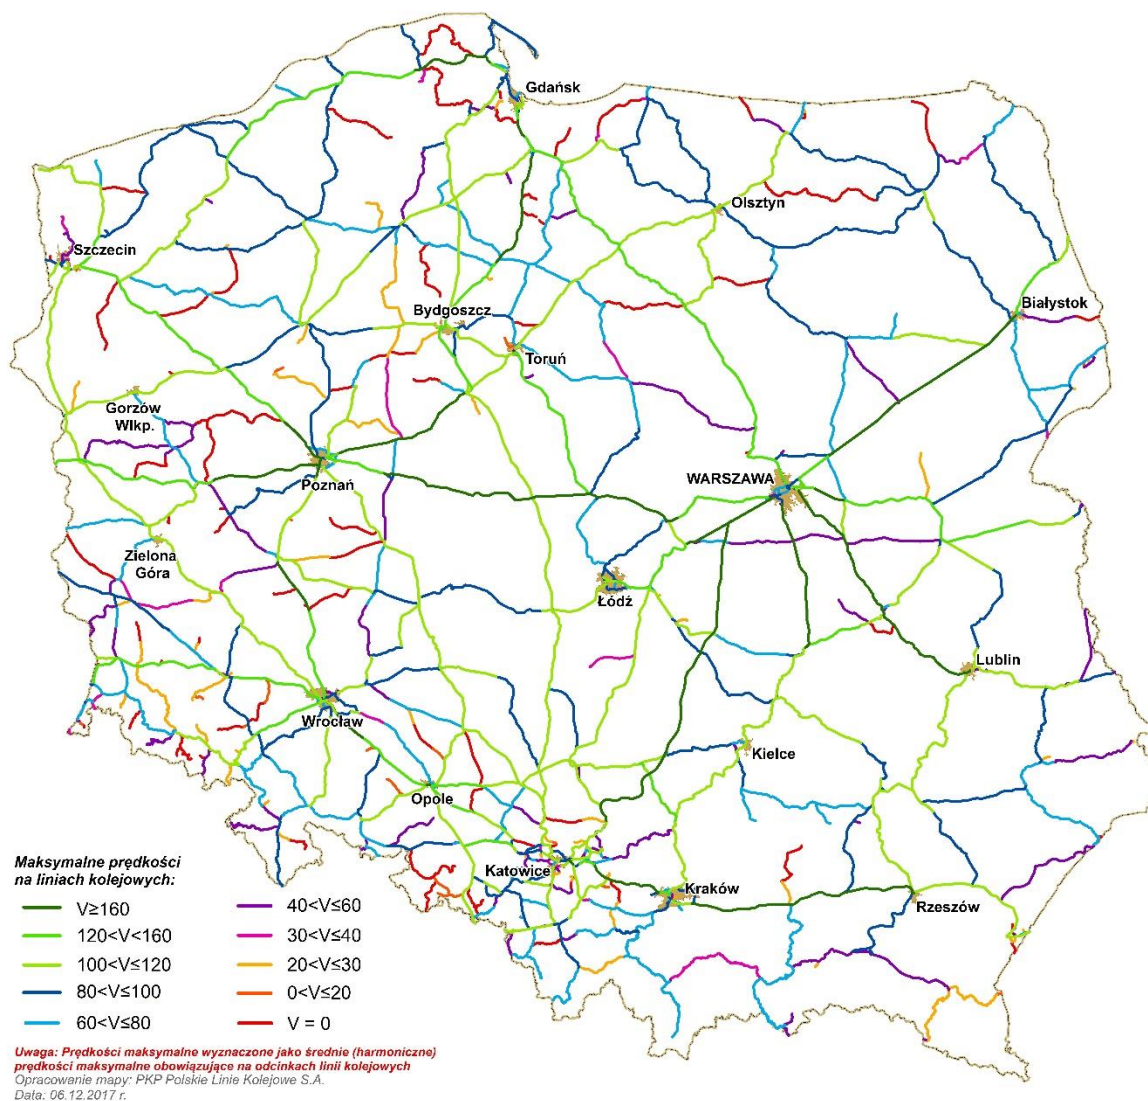 Gdańsk
Olsztyn
Szczecin
Białystok
Bydgoszcz
Toruń
Gorzów
Wlkp.
WARSZAWA
Poznań
Zielona
Góra
Łódź
Lublin
Wrocław
Kielce
Opole
Katowice
Kraków
Rzeszów
Maksymalne prędkości
na liniach kolejowych:
V≥160
120<V<160
100<V≤120
80<V≤100
60<V≤80
40<V≤60
30<V≤40
20<V≤30
0<V≤20
V = 0
Uwaga: Prędkości maksymalne wyznaczone jako średnie (harmoniczne)
prędkości maksymalne obowiązujące na odcinkach linii kolejowych
Opracowanie mapy: PKP Polskie Linie Kolejowe S.A.
Data: 06.12.2017 r.